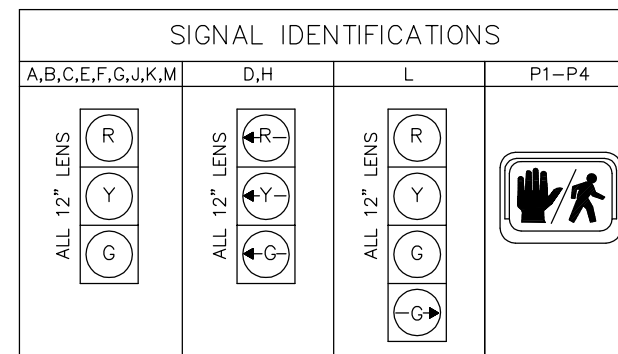 SIGNAL IDENTIFICATIONS
A,B,C,E,F,G,J,K,M
D,H
L
P1-P4
ALL 12" LENS
R
Y
G
ALL 12" LENS
R
Y
G
ALL 12" LENS
R
Y
G
G